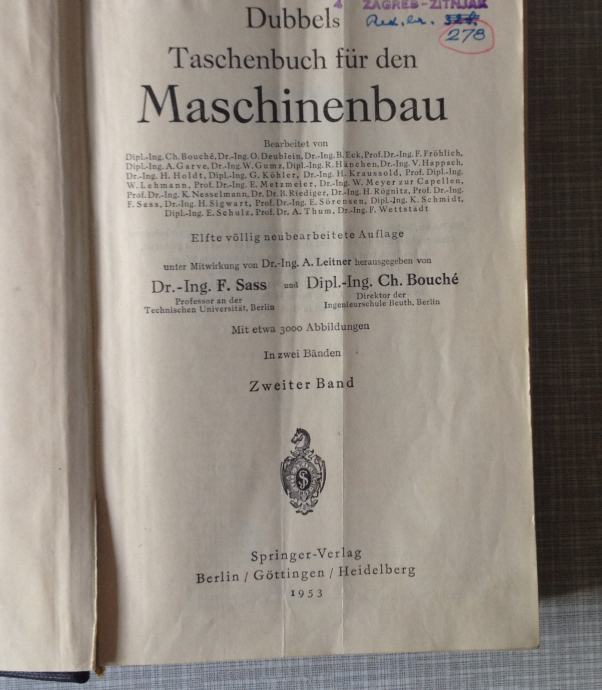 ZAGREB-ZITNJAK
Dubbels
278
Taschenbuch für den
Maschinenbau
Bearbeitet von
Dipl.-Ing. Ch. Bouché, Dr.-Ing. O. Deublein, Dr.-Ing. B. Eck, Prof. Dr.-Ing. F. Fröhlich,
Dipl.-Ing. A. Garve, Dr.-Ing. W. Gumz, Dipl.-Ing. R. Hänchen, Dr.-Ing. V. Happach,
Dr.-Ing. H. Holdt, Dipl.-Ing. G. Köhler, Dr.-Ing. H. Kraussold, Prof. Dipl.-Ing.
W. Lehmann, Prof. Dr.-Ing. E. Metzmeier, Dr.-Ing. W. Meyer zur Capellen,
Prof. Dr.-Ing. K. Nesselmann, Dr. Dr. B. Riediger, Dr.-Ing. H. Rögnitz, Prof. Dr.-Ing.
F. Sass, Dr.-Ing. H. Sigwart, Prof. Dr.-Ing. E. Sörensen, Dipl.-Ing. K. Schmidt,
Dipl.-Ing. E. Schulz, Prof. Dr. A. Thum, Dr.-Ing. F. Wettstädt
Elfte völlig neubearbeitete Auflage
unter Mitwirkung von Dr.-Ing. A. Leitner herausgegeben von
Dr.-Ing. F. Sass und Dipl.-Ing. Ch. Bouché
Professor an der Technischen Universität, Berlin
Direktor der Ingenieurschule Beuth, Berlin
Mit etwa 3000 Abbildungen
In zwei Bänden
Zweiter Band
Springer-Verlag
Berlin / Göttingen / Heidelberg
1953